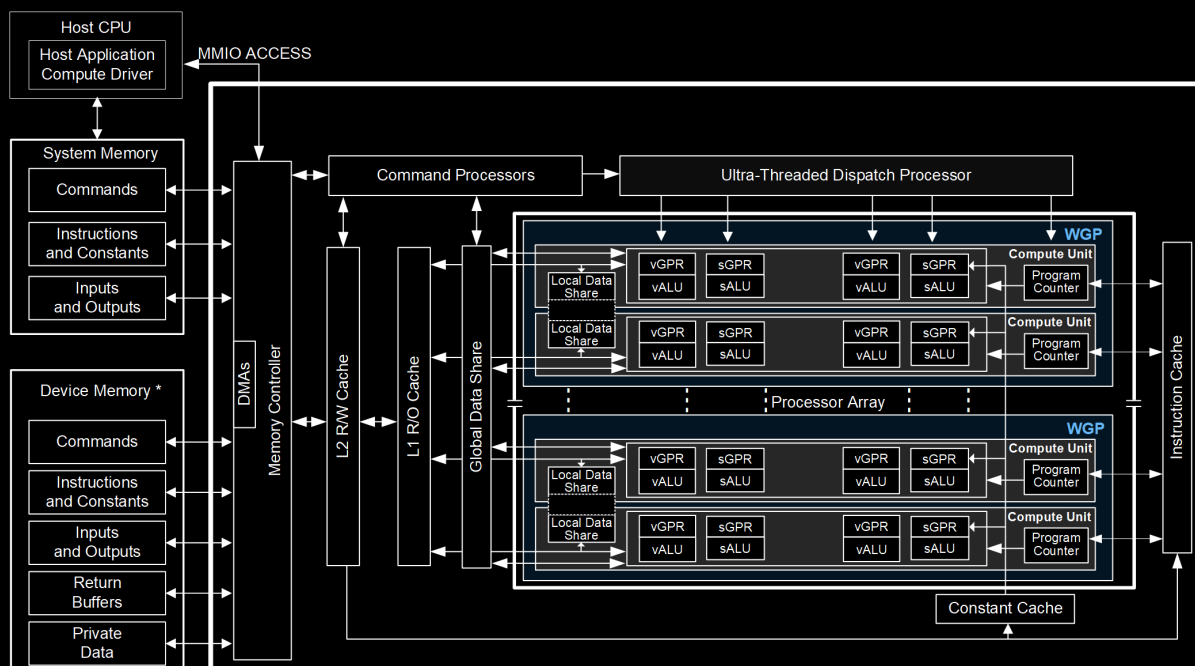 Host CPU
Host Application
Compute Driver
MMIO ACCESS
System Memory
Commands
Instructions
and Constants
Inputs
and Outputs
Device Memory *
Commands
Instructions
and Constants
Inputs
and Outputs
Return
Buffers
Private
Data
DMAs
Memory Controller
Command Processors
Ultra-Threaded Dispatch Processor
L2 R/W Cache
L1 R/O Cache
Global Data Share
WGP
Compute Unit
Local Data
Share
vGPR
vALU
sGPR
sALU
vGPR
vALU
sGPR
sALU
Program
Counter
Compute Unit
Local Data
Share
vGPR
vALU
sGPR
sALU
vGPR
vALU
sGPR
sALU
Program
Counter
Processor Array
WGP
Compute Unit
Local Data
Share
vGPR
vALU
sGPR
sALU
vGPR
vALU
sGPR
sALU
Program
Counter
Compute Unit
Local Data
Share
vGPR
vALU
sGPR
sALU
vGPR
vALU
sGPR
sALU
Program
Counter
Instruction Cache
Constant Cache